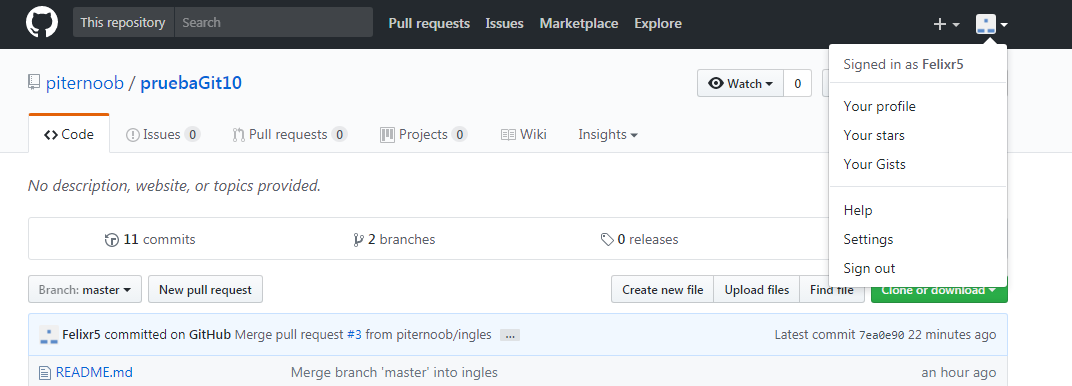 This repository Search Pull requests Issues Marketplace Explore
Signed in as Felixr5
piternoob / pruebaGit10 Watch 0
Your profile
Code Issues 0 Pull requests 0 Projects 0 Wiki Insights
Your stars
Your Gists
No description, website, or topics provided.
Help
11 commits 2 branches 0 releases
Settings
Sign out
Branch: master New pull request Create new file Upload files Find file Clone or download
Felixr5 committed on GitHub Merge pull request #3 from piternoob/ingles ... Latest commit 7ea0e90 22 minutes ago
README.md Merge branch 'master' into ingles an hour ago